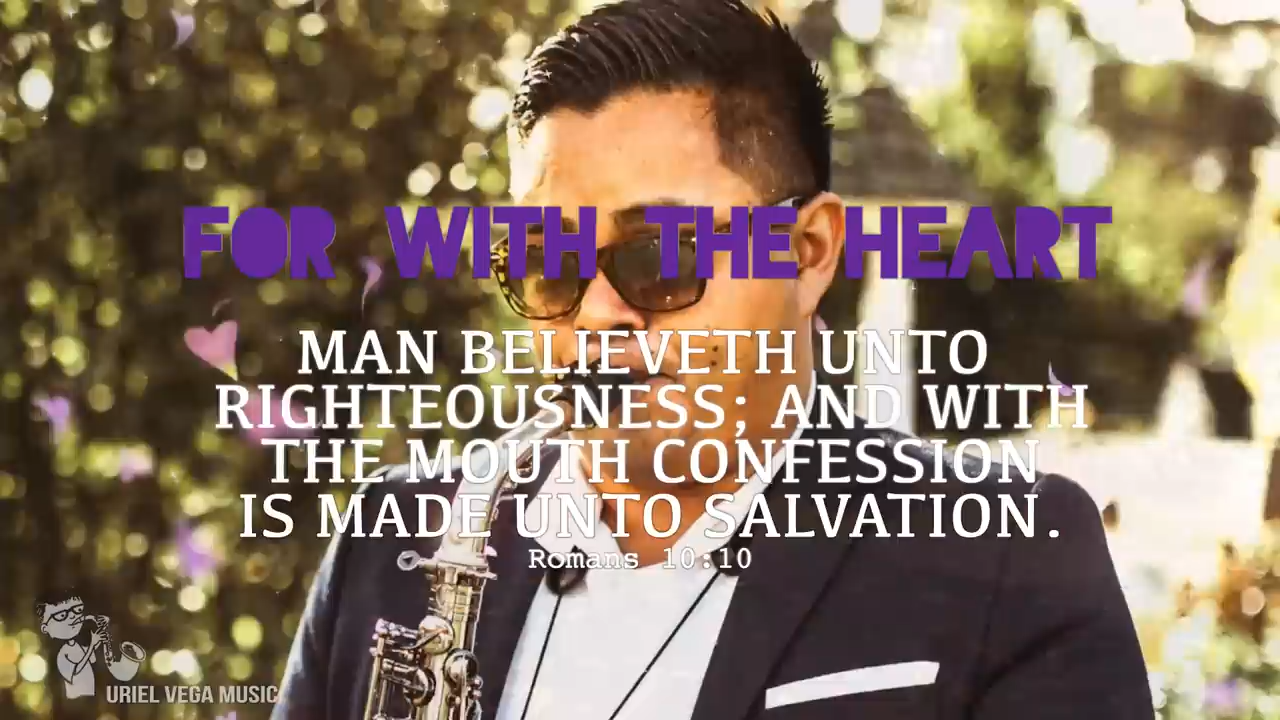 FOR WITH THE HEART
MAN BELIEVETH UNTO
RIGHTEOUSNESS; AND WITH
THE MOUTH CONFESSION
IS MADE UNTO SALVATION.
Romans 10:10
URIEL VEGA MUSIC